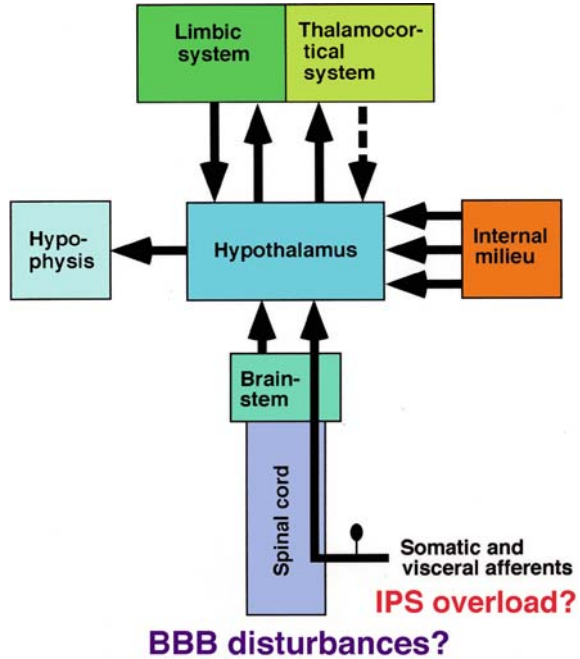 Limbic
system
Thalamocor-
tical
system
Hypo-
physis
Hypothalamus
Internal
milieu
Brain-
stem
Spinal cord
Somatic and
visceral afferents
IPS overload?
BBB disturbances?